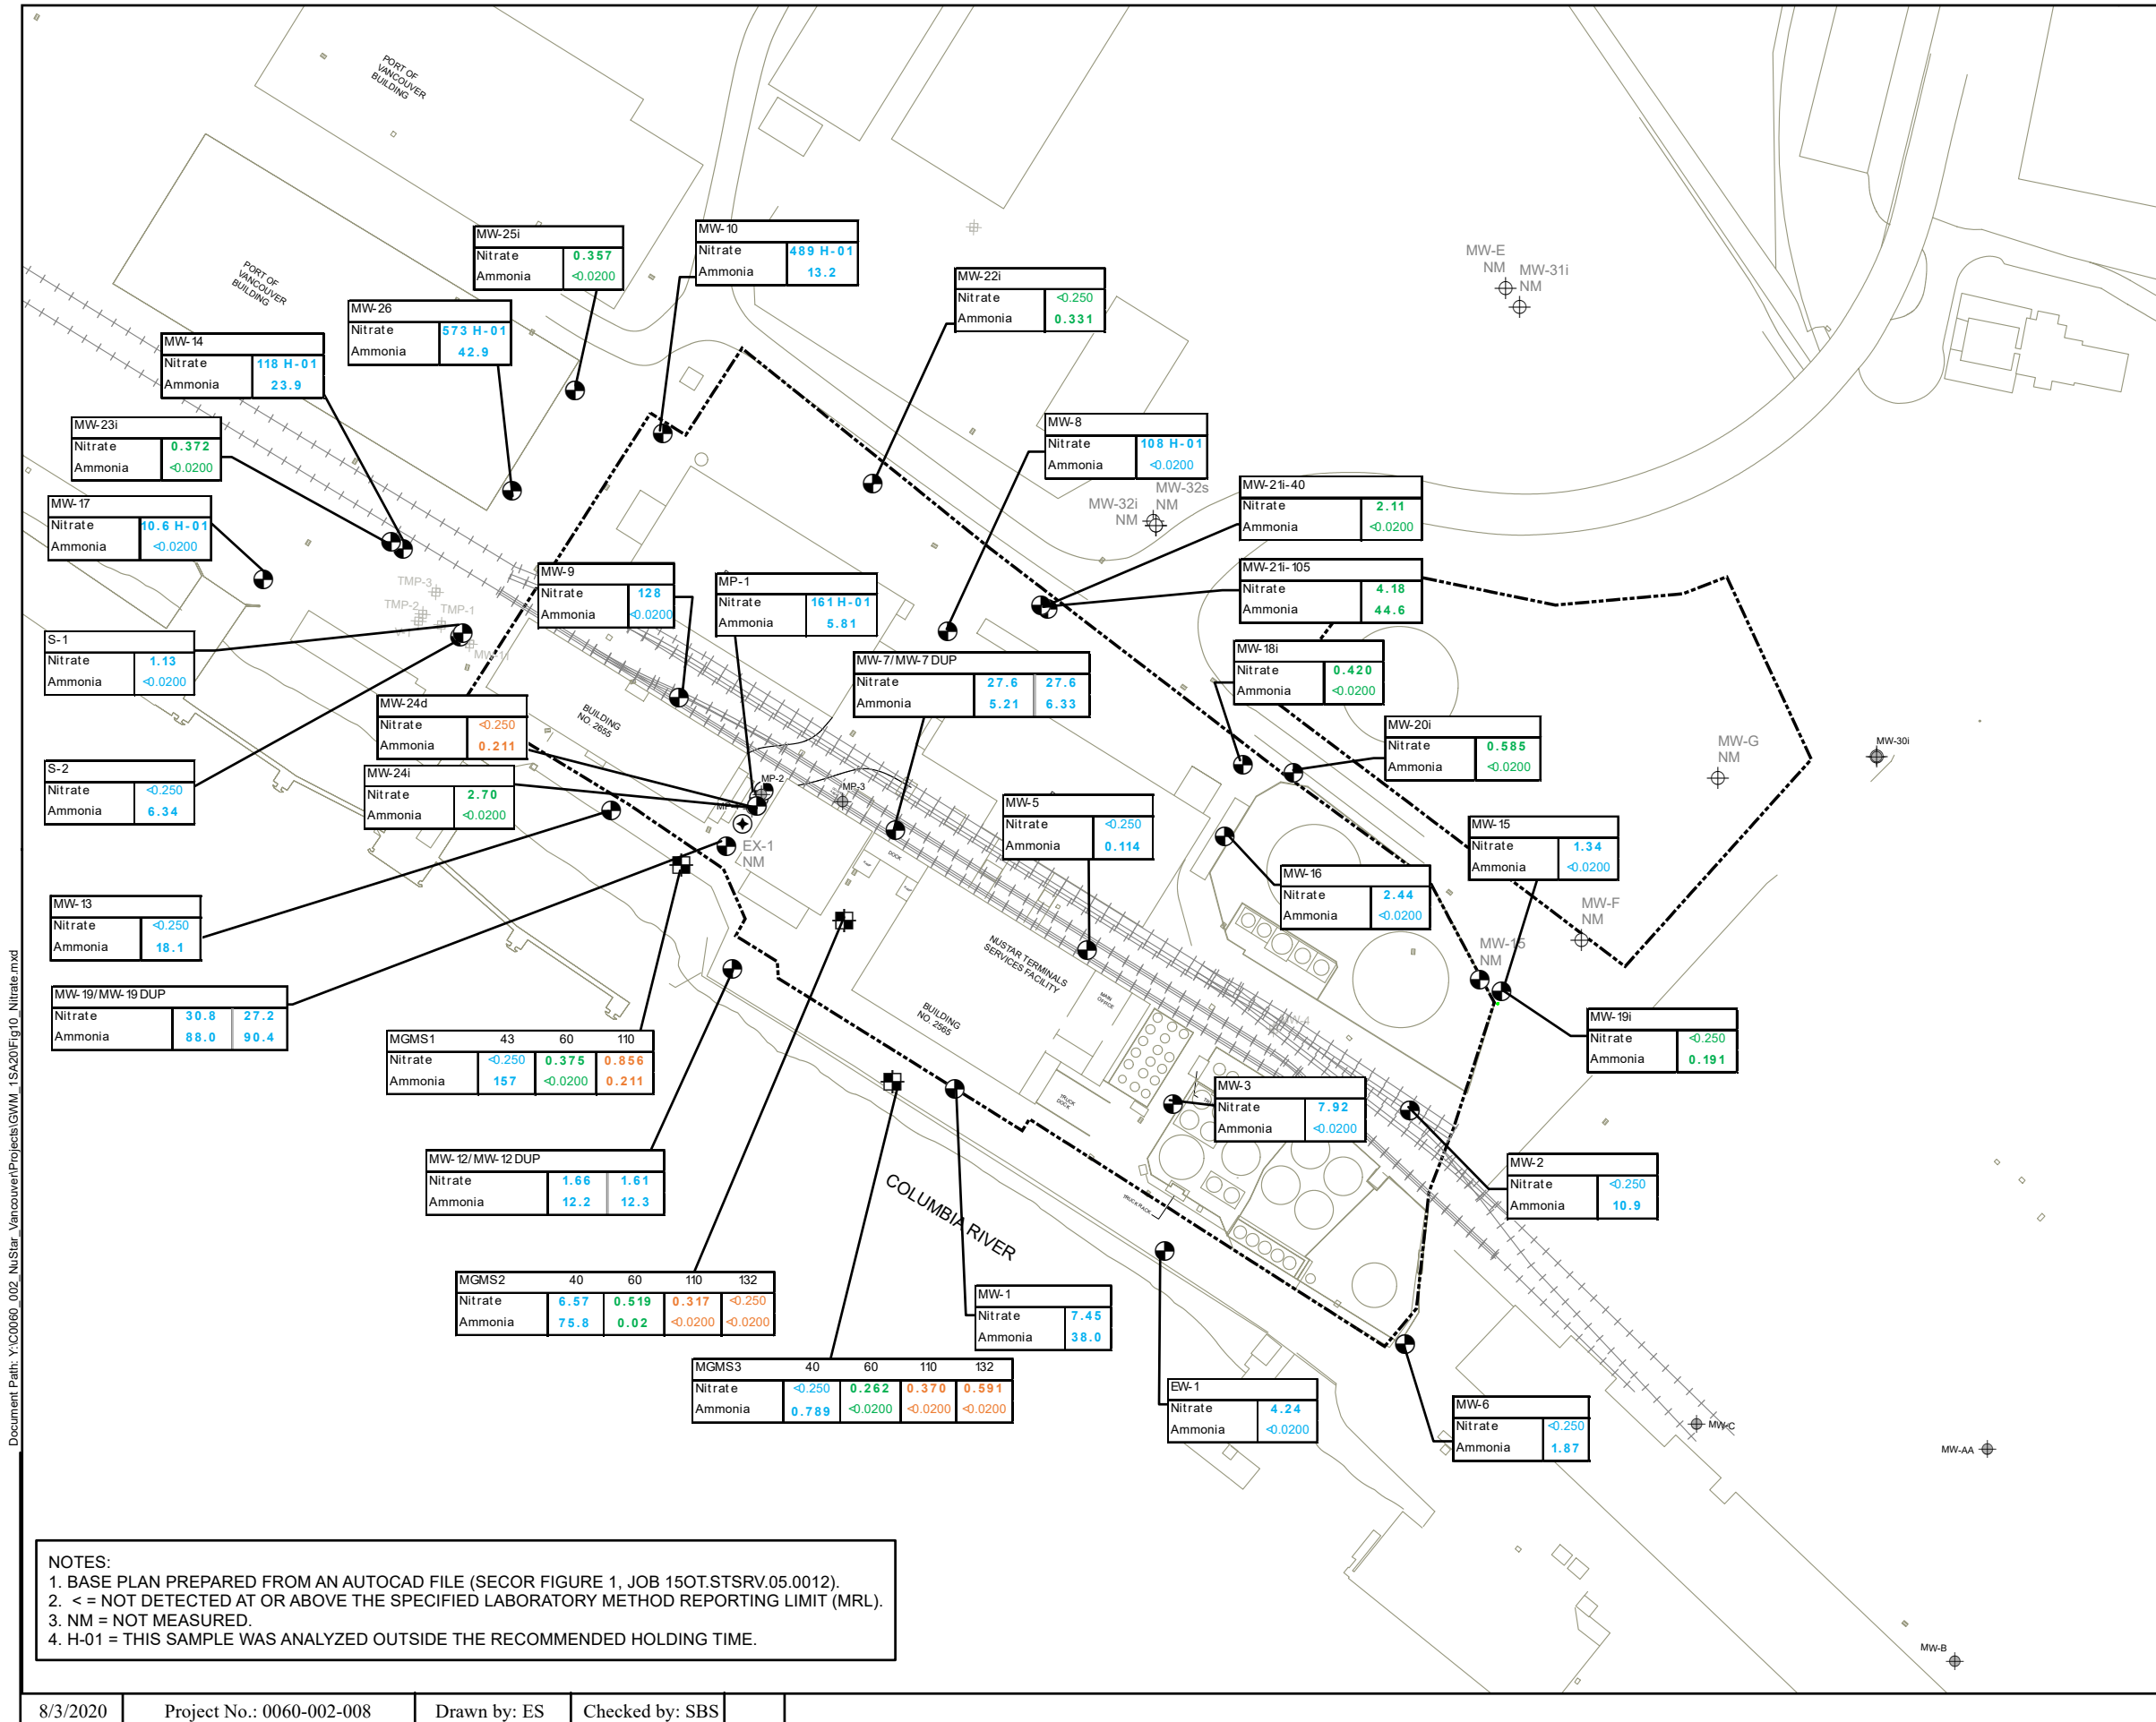 PORT OF
VANCOUVER
BUILDING
PORT OF
VANCOUVER
BUILDING
MW-25i
Nitrate 0.357
Ammonia <0.0200
MW-10
Nitrate 489 H-01
Ammonia 13.2
MW-22i
Nitrate <0.250
Ammonia 0.331
MW-E
NM
MW-31i
NM
MW-26
Nitrate 573 H-01
Ammonia 42.9
MW-14
Nitrate 118 H-01
Ammonia 23.9
MW-23i
Nitrate 0.372
Ammonia <0.0200
MW-8
Nitrate 108 H-01
Ammonia <0.0200
MW-17
Nitrate 10.6 H-01
Ammonia <0.0200
MW-32s
NM
MW-32i
NM
MW-21i-40
Nitrate 2.11
Ammonia <0.0200
MW-21i-105
Nitrate 4.18
Ammonia 44.6
MW-9
Nitrate 128
Ammonia <0.0200
MP-1
Nitrate 161 H-01
Ammonia 5.81
TMP-3
TMP-2
TMP-1
S-1
Nitrate 1.13
Ammonia <0.0200
MW-7/MW-7 DUP
Nitrate 27.6 27.6
Ammonia 5.21 6.33
MW-18i
Nitrate 0.420
Ammonia <0.0200
MW-24d
Nitrate <0.250
Ammonia 0.211
BUILDING
NO. 2655
MW-20i
Nitrate 0.585
Ammonia <0.0200
MW-G
NM
MW-30i
S-2
Nitrate <0.250
Ammonia 6.34
MW-24i
Nitrate 2.70
Ammonia <0.0200
MP-2
MP-3
EX-1
NM
MW-5
Nitrate <0.250
Ammonia 0.114
MW-15
Nitrate 1.34
Ammonia <0.0200
DOCK
MW-16
Nitrate 2.44
Ammonia <0.0200
MW-F
NM
MW-13
Nitrate <0.250
Ammonia 18.1
MW-15
NM
NUSTAR TERMINALS
SERVICES FACILITY
MAIN
OFFICE
MW-19/MW-19 DUP
Nitrate 30.8 27.2
Ammonia 88.0 90.4
BUILDING
NO. 2565
MW-19i
Nitrate <0.250
Ammonia 0.191
MGMS1 43 60 110
Nitrate <0.250 0.375 0.856
Ammonia 157 <0.0200 0.211
MW-3
Nitrate 7.92
Ammonia <0.0200
TRUCK
DOCK
MW-12/MW-12 DUP
Nitrate 1.66 1.61
Ammonia 12.2 12.3
MW-2
Nitrate <0.250
Ammonia 10.9
COLUMBIA RIVER
TRUCK RACK
MGMS2 40 60 110 132
Nitrate 6.57 0.519 0.317 <0.250
Ammonia 75.8 0.02 <0.0200 <0.0200
MW-1
Nitrate 7.45
Ammonia 38.0
MGMS3 40 60 110 132
Nitrate <0.250 0.262 0.370 0.591
Ammonia 0.789 <0.0200 <0.0200 <0.0200
EW-1
Nitrate 4.24
Ammonia <0.0200
MW-6
Nitrate <0.250
Ammonia 1.87
MW-C
MW-AA
MW-B
NOTES:
1. BASE PLAN PREPARED FROM AN AUTOCAD FILE (SECOR FIGURE 1, JOB 15OT.STSRV.05.0012).
2. < = NOT DETECTED AT OR ABOVE THE SPECIFIED LABORATORY METHOD REPORTING LIMIT (MRL).
3. NM = NOT MEASURED.
4. H-01 = THIS SAMPLE WAS ANALYZED OUTSIDE THE RECOMMENDED HOLDING TIME.
Document Path: Y:\C0060_002_NuStar_Vancouver\Projects\GWM_1SA20\Fig10_Nitrate.mxd
8/3/2020 Project No.: 0060-002-008 Drawn by: ES Checked by: SBS